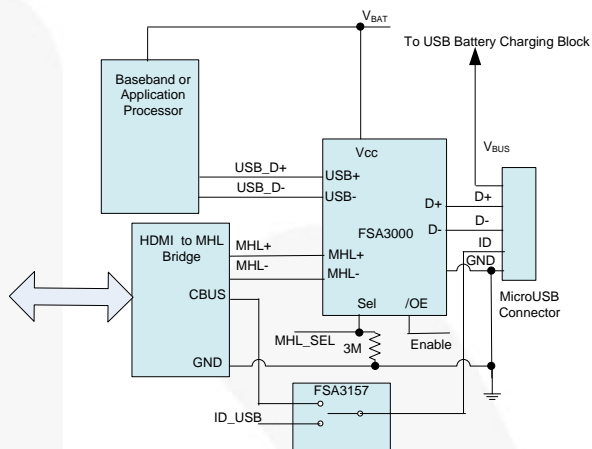 VBAT
To USB Battery Charging Block
Baseband or
Application
Processor
Vcc
VBUS
USB_D+
USB+
USB_D-
USB-
D+
D+
D-
D-
FSA3000
HDMI to MHL
Bridge
MHL+
MHL+
MHL-
MHL-
ID
GND
CBUS
Sel
/OE
MicroUSB
Connector
MHL_SEL
3M
Enable
GND
FSA3157
ID_USB